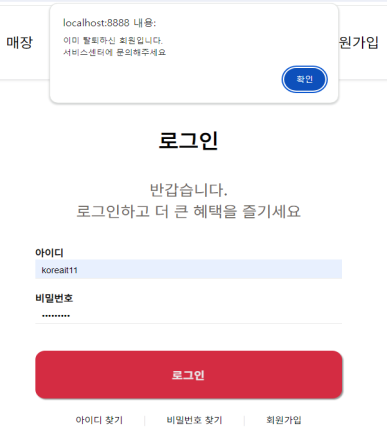 localhost:8888 내용:
이미 탈퇴하신 회원입니다.
서비스센터에 문의해주세요
확인
매장
원가입
로그인
반갑습니다.
로그인하고 더 큰 혜택을 즐기세요
아이디
koreait11
비밀번호
•••••••••
로그인
아이디 찾기 | 비밀번호 찾기 | 회원가입